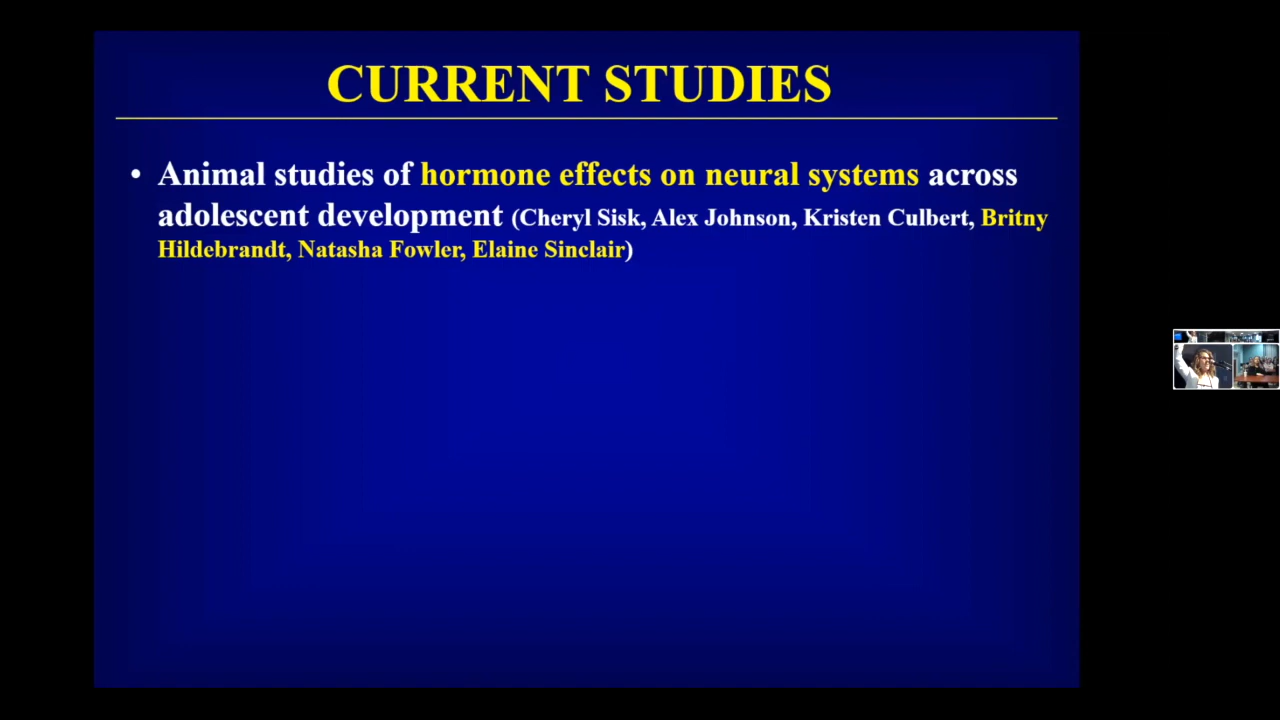 CURRENT STUDIES
• Animal studies of hormone effects on neural systems across
adolescent development (Cheryl Sisk, Alex Johnson, Kristen Culbert, Britny
Hildebrandt, Natasha Fowler, Elaine Sinclair)